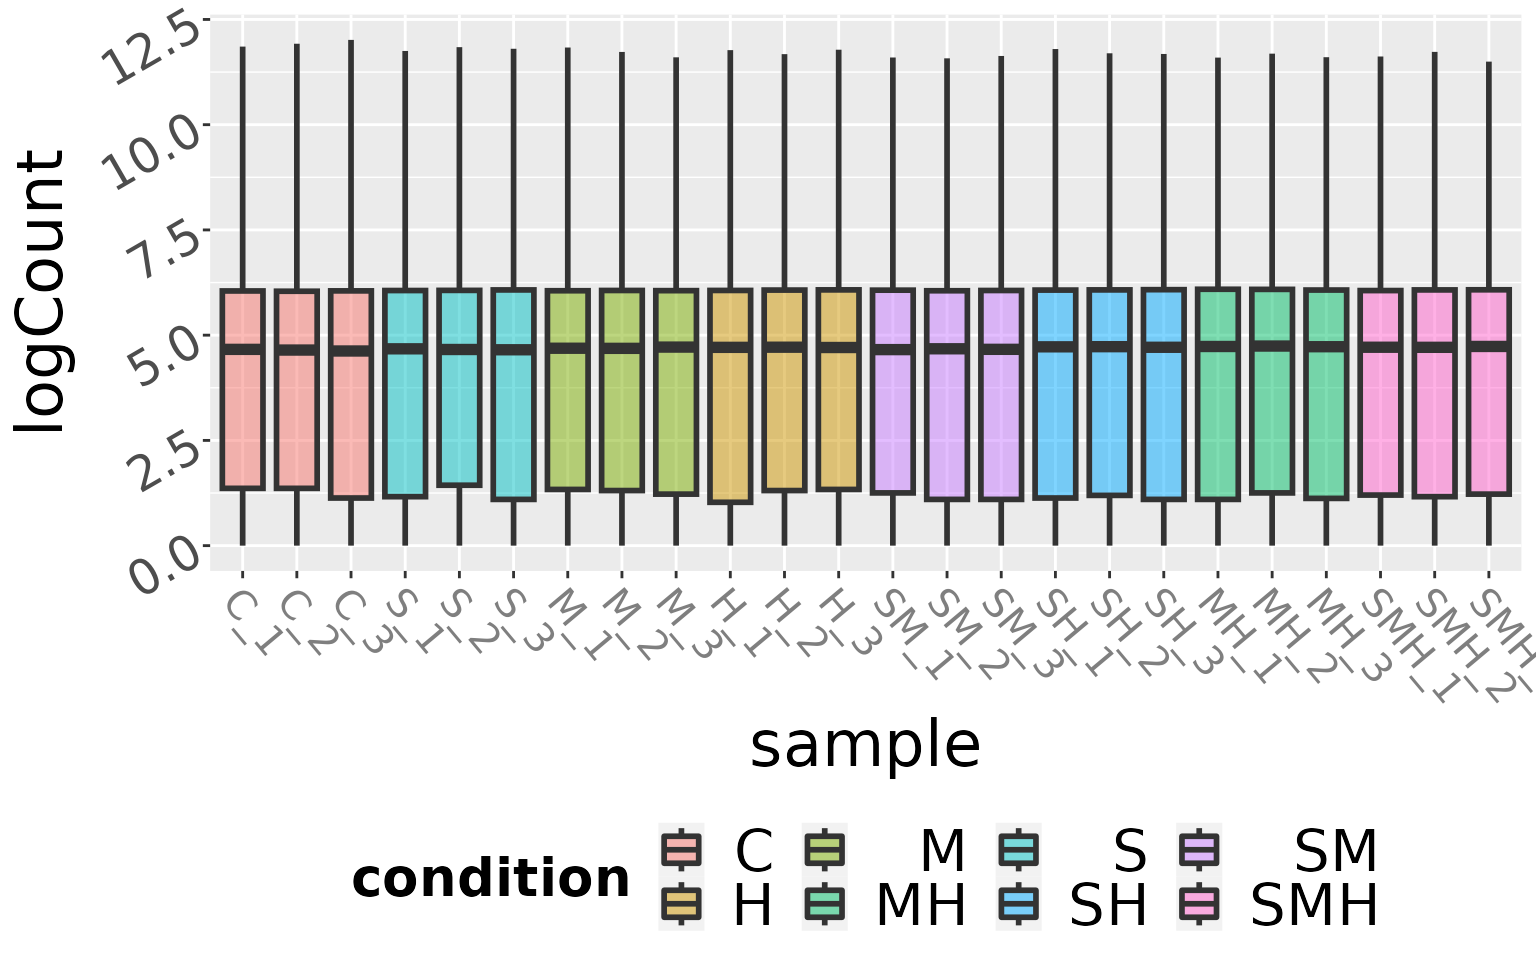 logCount
12.5
10.0
7.5
5.0
2.5
0.0
C_1
C_2
C_3
S_1
S_2
S_3
M_1
M_2
M_3
H_1
H_2
H_3
SM_1
SM_2
SM_3
SH_1
SH_2
SH_3
MH_1
MH_2
MH_3
SMH_1
SMH_2
SMH_
sample
condition
C M S SM
H MH SH SMH